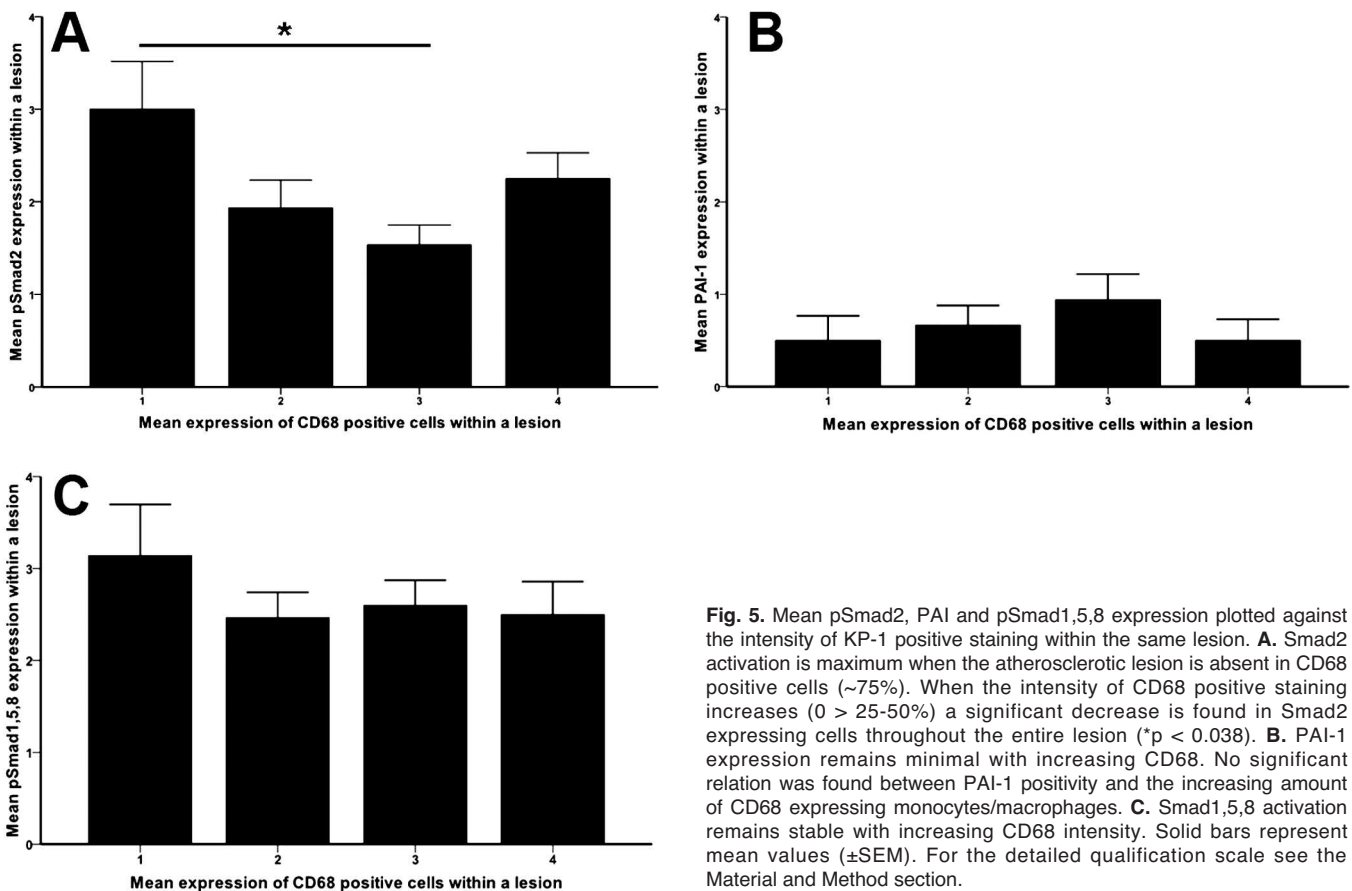 A
*
Mean pSmad2 expression within a lesion
4
3
2
1
0
1 2 3 4
Mean expression of CD68 positive cells within a lesion
B
Mean PAI-1 expression within a lesion
4
3
2
1
0
1 2 3 4
Mean expression of CD68 positive cells within a lesion
C
Mean pSmad1,5,8 expression within a lesion
4
3
2
1
0
1 2 3 4
Mean expression of CD68 positive cells within a lesion
Fig. 5. Mean pSmad2, PAI and pSmad1,5,8 expression plotted against
the intensity of KP-1 positive staining within the same lesion. A. Smad2
activation is maximum when the atherosclerotic lesion is absent in CD68
positive cells (~75%). When the intensity of CD68 positive staining
increases (0 > 25-50%) a significant decrease is found in Smad2
expressing cells throughout the entire lesion (*p < 0.038). B. PAI-1
expression remains minimal with increasing CD68. No significant
relation was found between PAI-1 positivity and the increasing amount
of CD68 expressing monocytes/macrophages. C. Smad1,5,8 activation
remains stable with increasing CD68 intensity. Solid bars represent
mean values (±SEM). For the detailed qualification scale see the
Material and Method section.